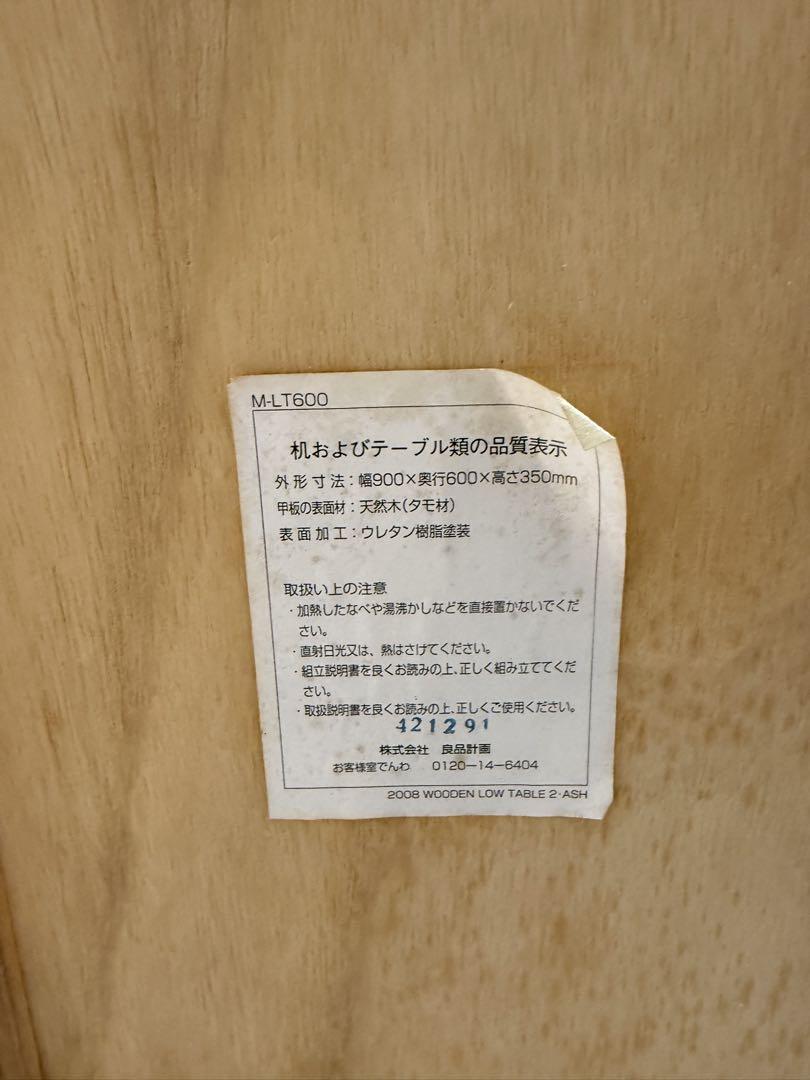 M-LT600
机およびテーブル類の品質表示
外形寸法：幅900×奥行600×高さ350mm
甲板の表面材：天然木（タモ材）
表面加工：ウレタン樹脂塗装
取扱い上の注意
・加熱したなべや湯沸かしなどを直接置かないでくだ
さい。
・直射日光又は、熱はさけてください。
・組立説明書を良くお読みの上、正しく組み立ててくだ
さい。
・取扱説明書を良くお読みの上、正しくご使用ください。
421291
株式会社 良品計画
お客様室でんわ 0120-14-6404
2008 WOODEN LOW TABLE 2・ASH